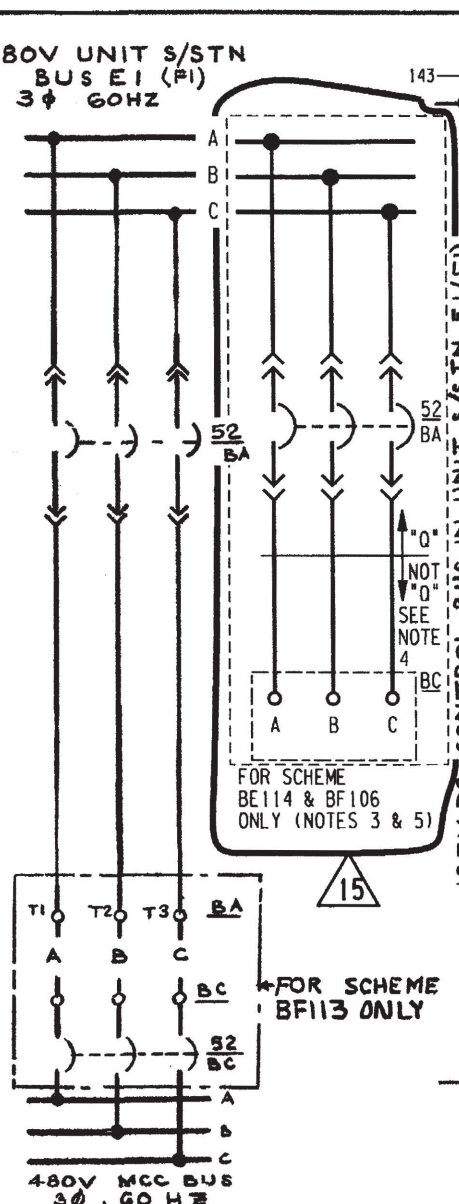 80V UNIT S/STN
BUS E1 (F1)
3φ 60HZ
143
A
B
C
52
BA
52
BA
"Q"
NOT
"Q"
SEE
NOTE
4
BC
A B C
FOR SCHEME
BE114 & BF106
ONLY (NOTES 3 & 5)
15
T1 T2 T3 BA
A B C
BC
FOR SCHEME
BF113 ONLY
52
BC
A
B
C
480V MCC BUS
3φ, 60 HZ